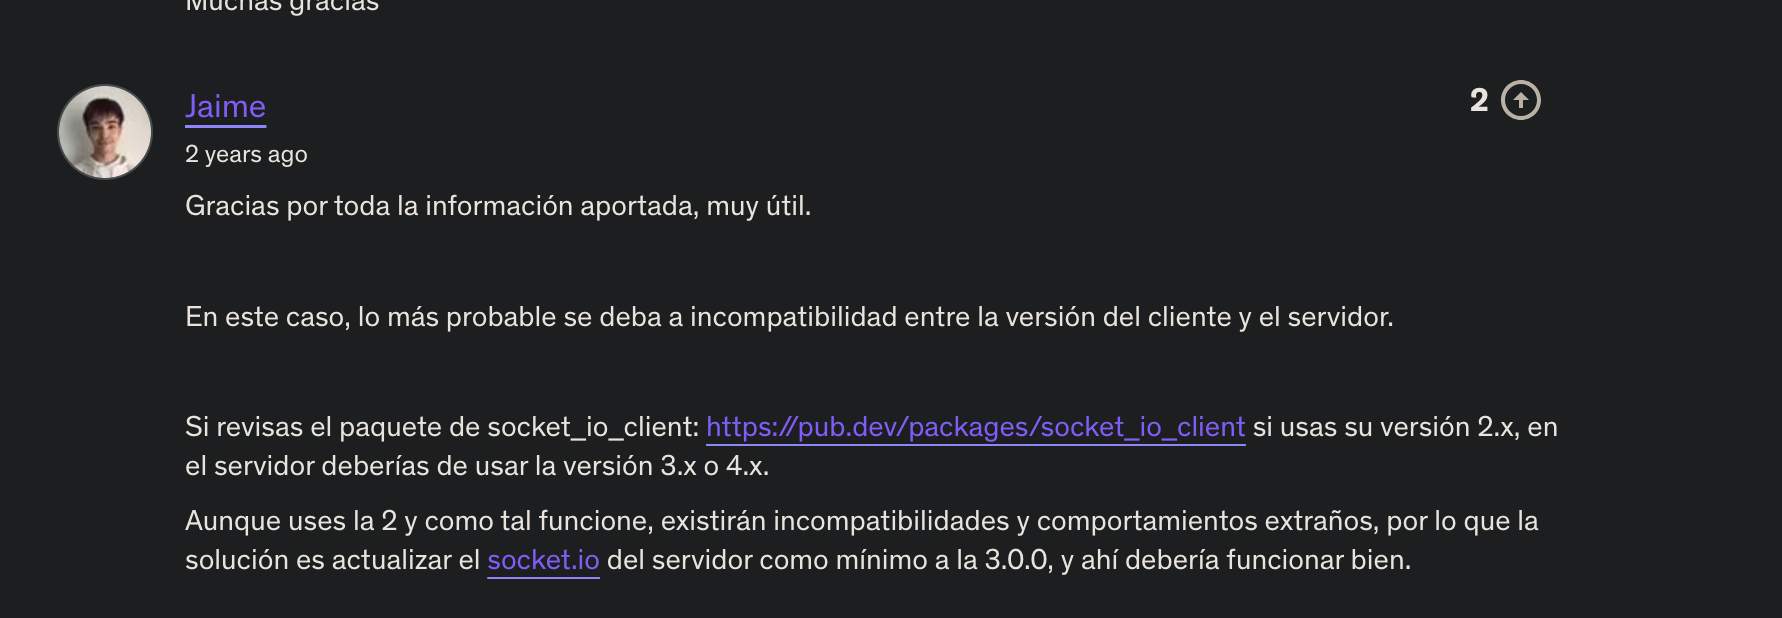 Muchas gracias
Jaime
2
2 years ago
Gracias por toda la información aportada, muy útil.
En este caso, lo más probable se deba a incompatibilidad entre la versión del cliente y el servidor.
Si revisas el paquete de socket_io_client: https://pub.dev/packages/socket_io_client si usas su versión 2.x, en
el servidor deberías de usar la versión 3.x o 4.x.
Aunque uses la 2 y como tal funcione, existirán incompatibilidades y comportamientos extraños, por lo que la
solución es actualizar el socket.io del servidor como mínimo a la 3.0.0, y ahí debería funcionar bien.